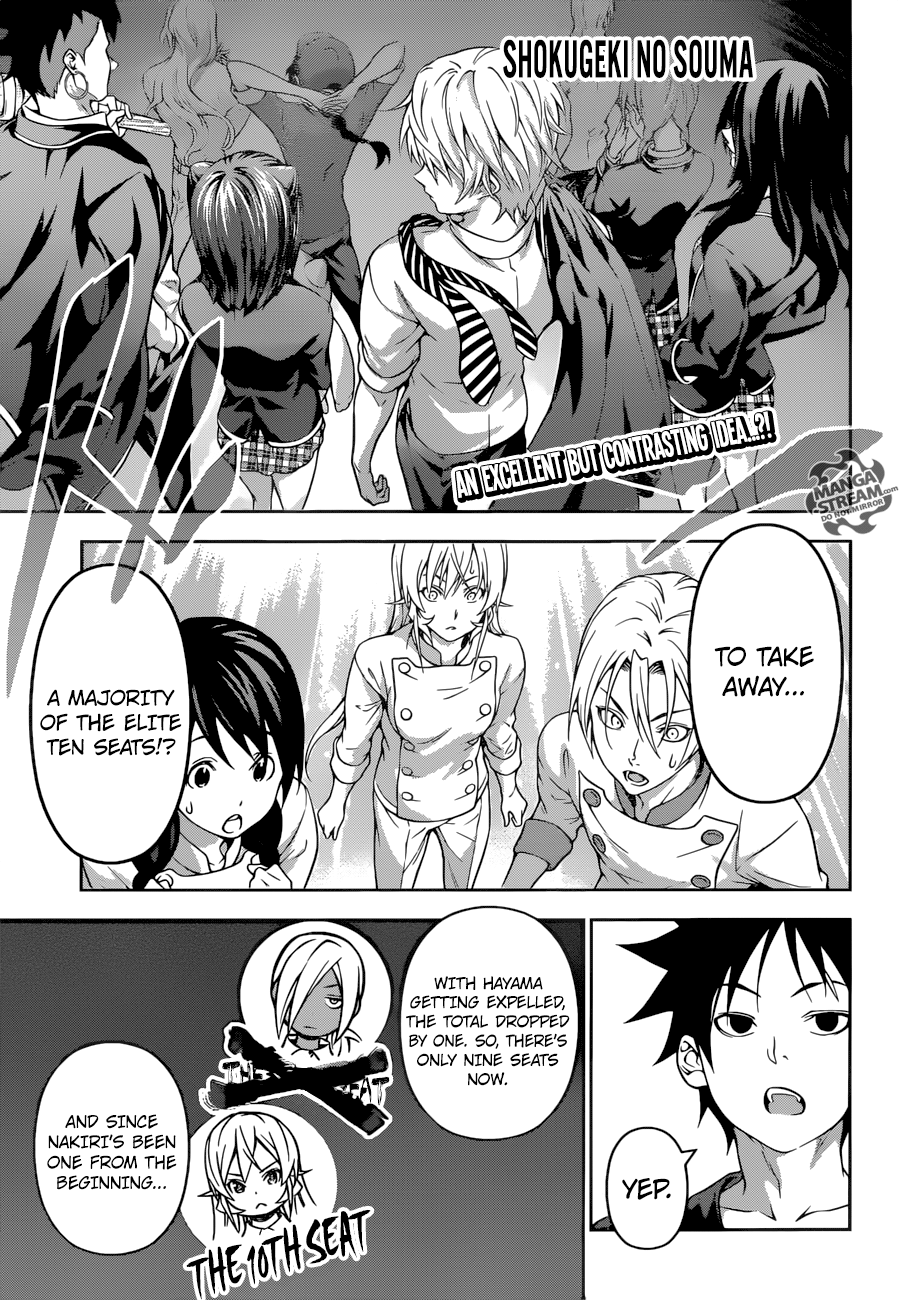 SHOKUGEKI NO SOUMA
AN EXCELLENT BUT CONTRASTING IDEA...?!
MANGA
STREAM.com
DO NOT MIRROR
TO TAKE
AWAY...
A MAJORITY
OF THE ELITE
TEN SEATS!?
YEP.
WITH HAYAMA
GETTING EXPELLED,
THE TOTAL DROPPED
BY ONE. SO, THERE'S
ONLY NINE SEATS
NOW.
AND SINCE
NAKIRI'S BEEN
ONE FROM THE
BEGINNING...
THE 10TH SEAT